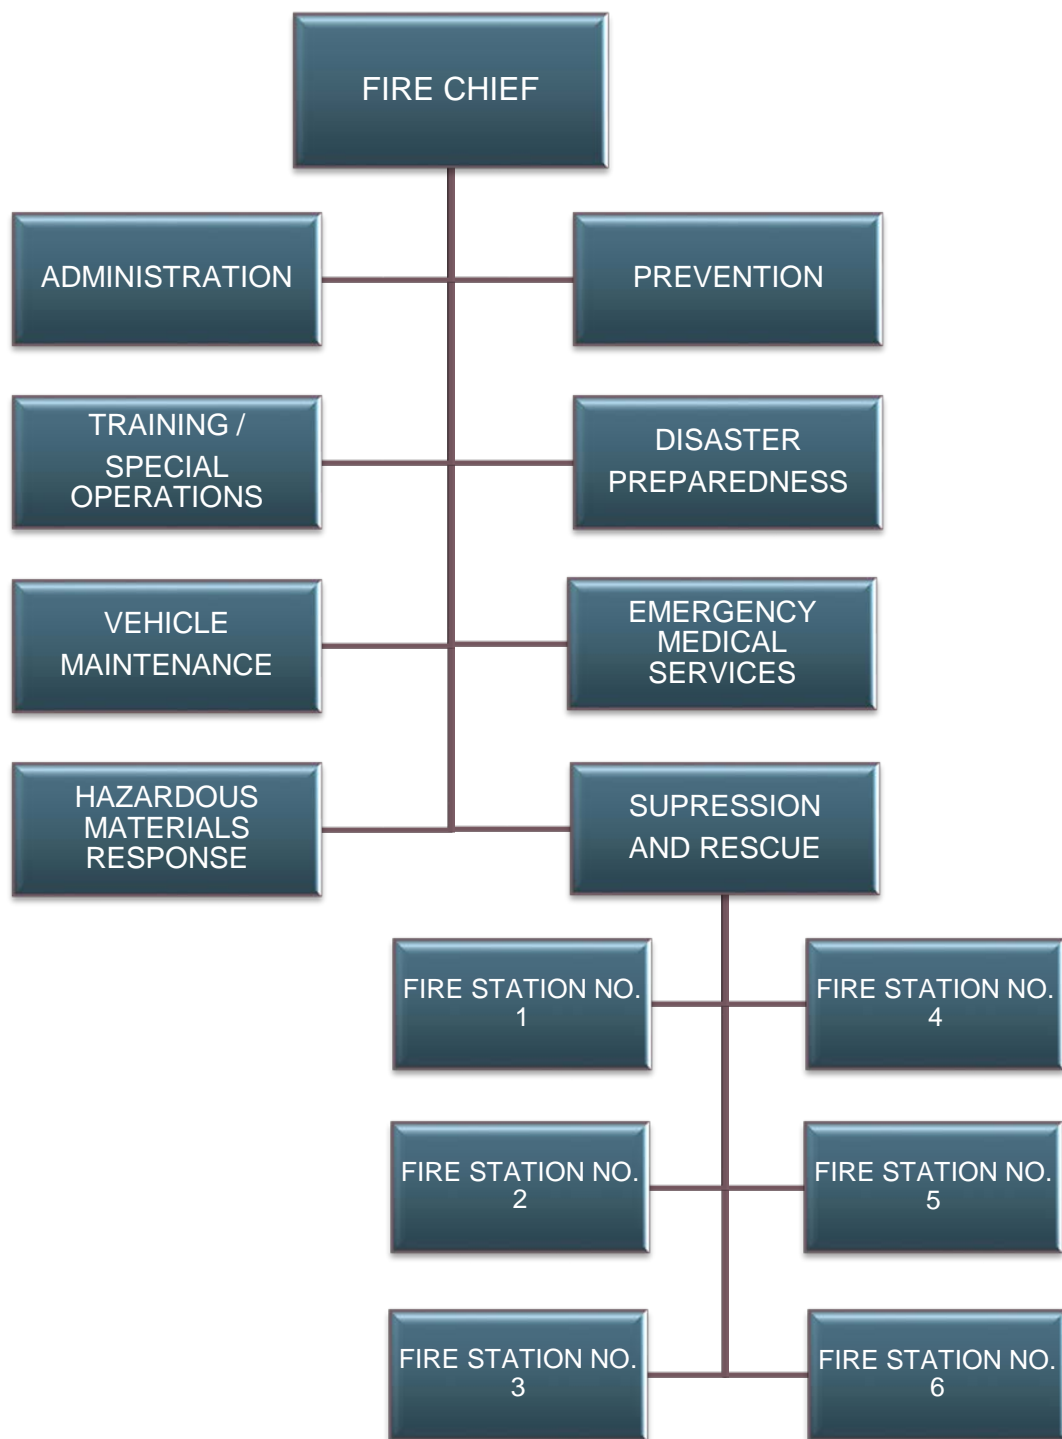 FIRE CHIEF
ADMINISTRATION
PREVENTION
TRAINING /
SPECIAL
OPERATIONS
DISASTER
PREPAREDNESS
VEHICLE
MAINTENANCE
EMERGENCY
MEDICAL
SERVICES
HAZARDOUS
MATERIALS
RESPONSE
SUPRESSION
AND RESCUE
FIRE STATION NO.
1
FIRE STATION NO.
4
FIRE STATION NO.
2
FIRE STATION NO.
5
FIRE STATION NO.
3
FIRE STATION NO.
6